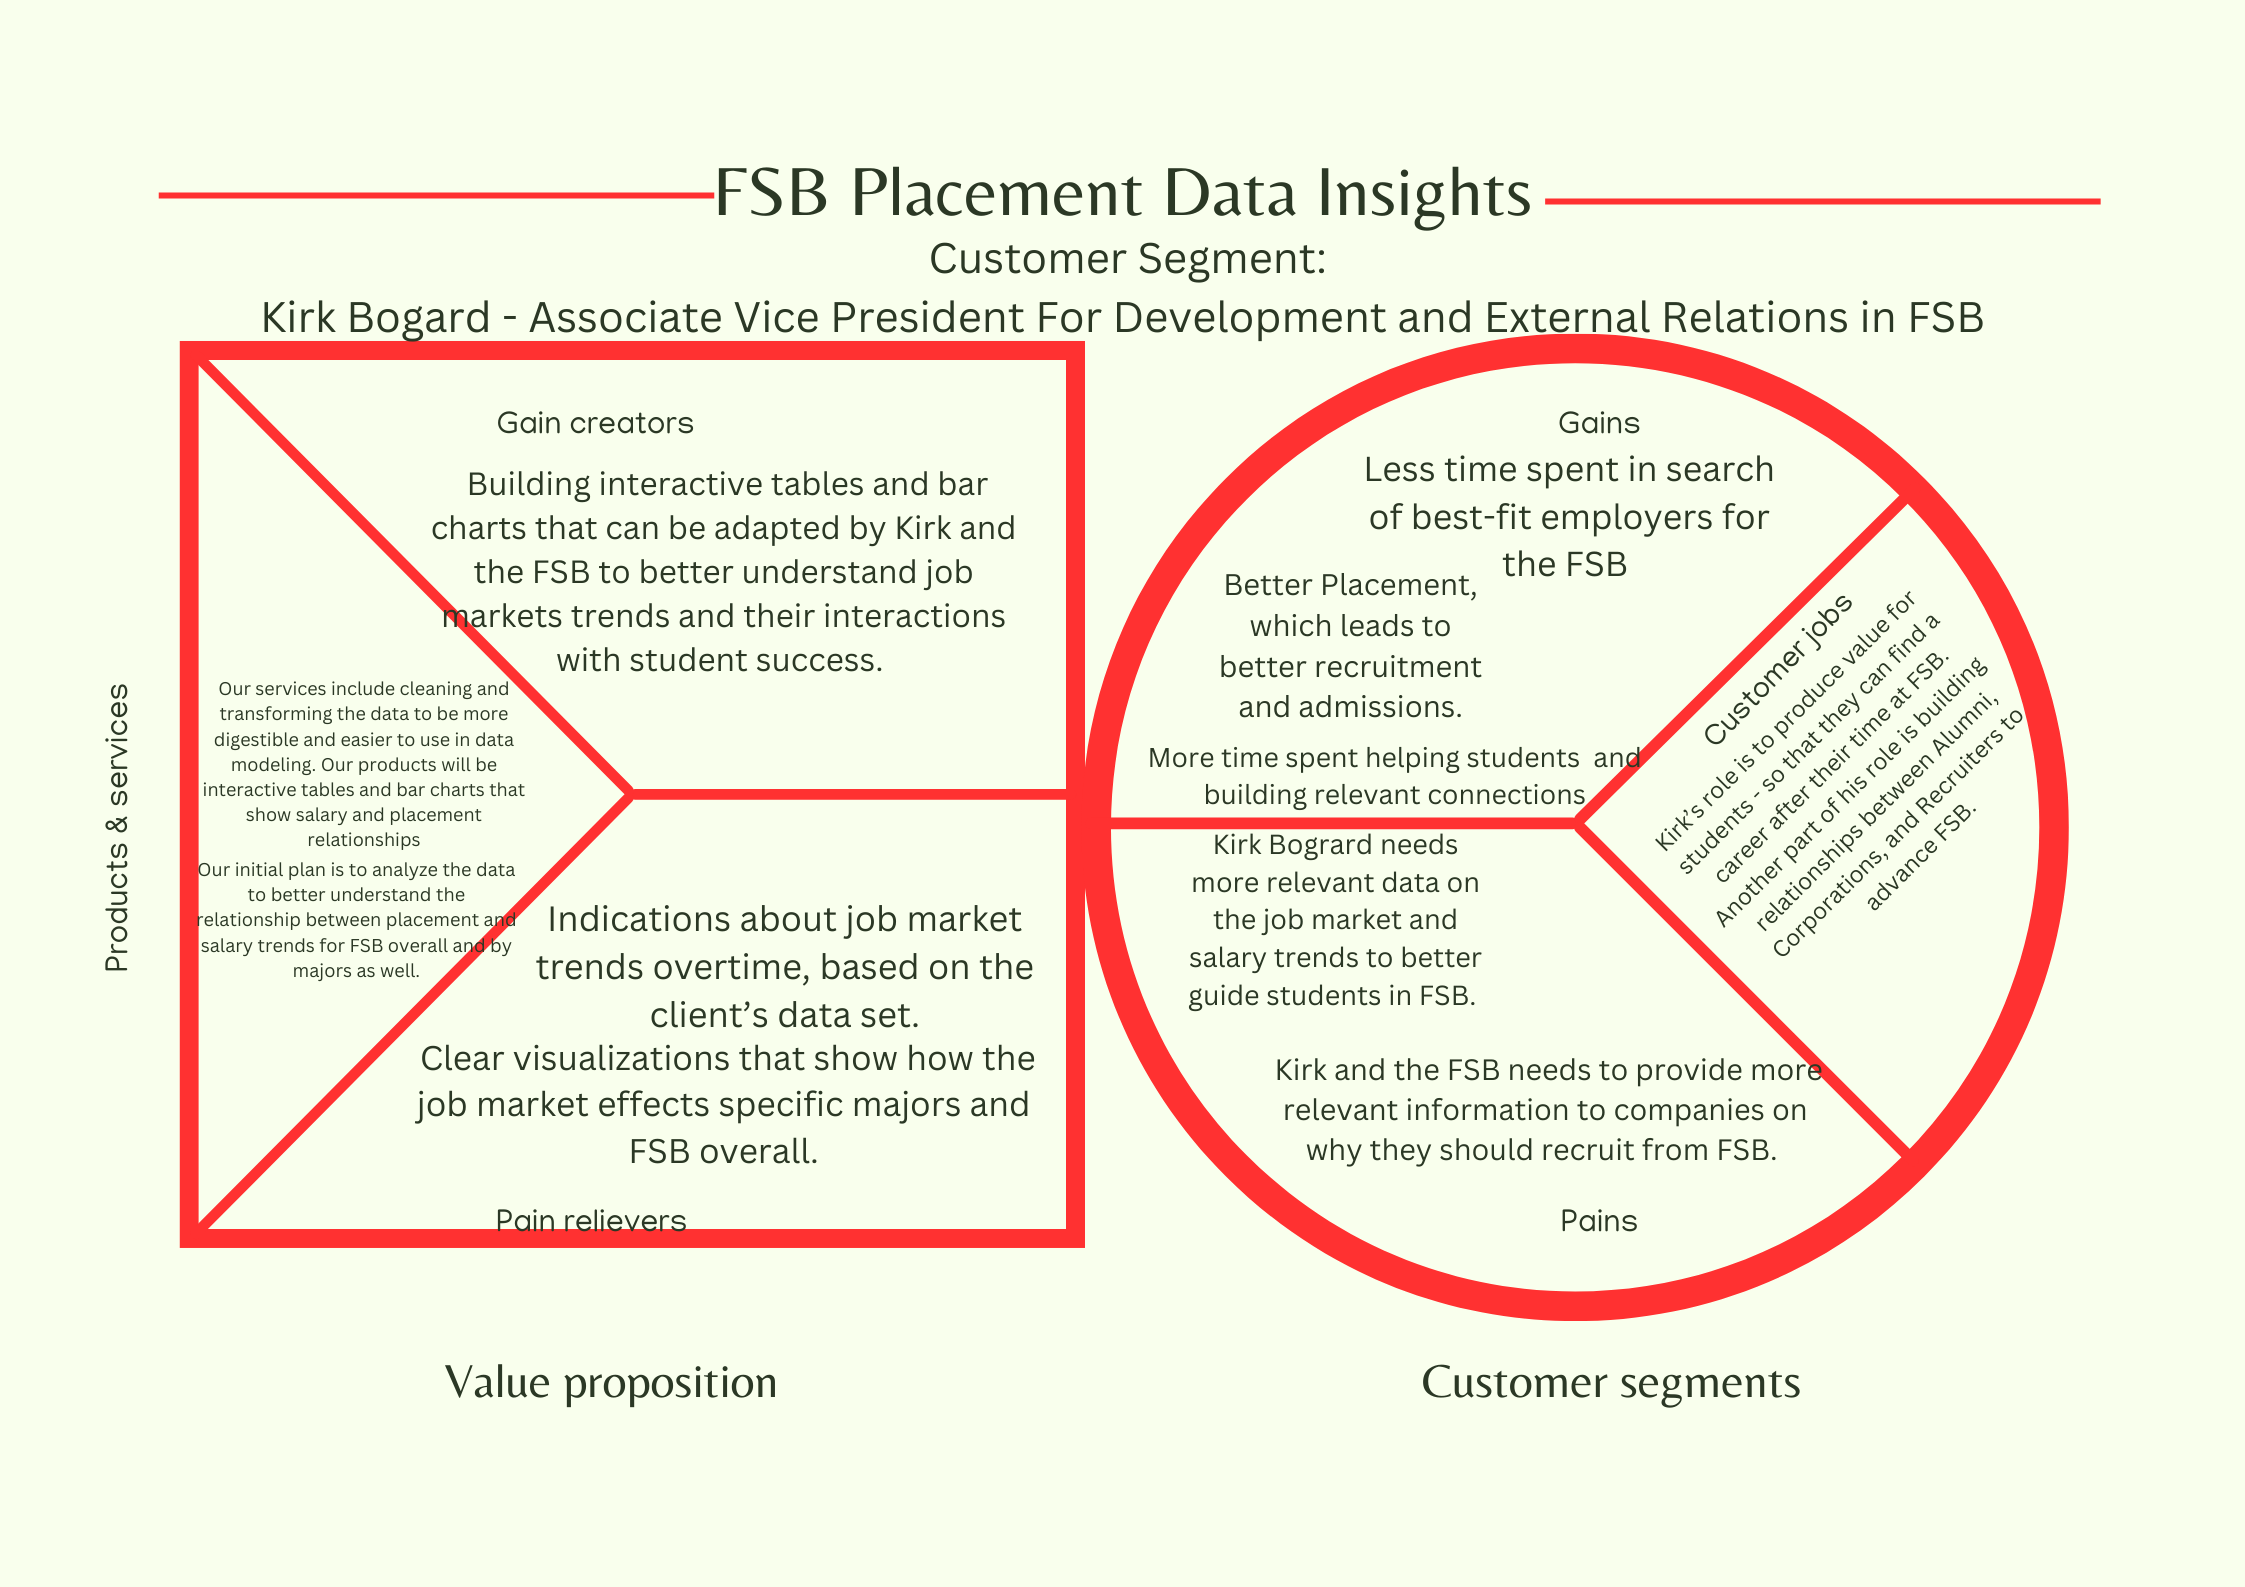 FSB Placement Data Insights
Customer Segment:
Kirk Bogard - Associate Vice President For Development and External Relations in FSB
Gain creators
Building interactive tables and bar
charts that can be adapted by Kirk and
the FSB to better understand job
markets trends and their interactions
with student success.
Products & services
Our services include cleaning and
transforming the data to be more
digestible and easier to use in data
modeling. Our products will be
interactive tables and bar charts that
show salary and placement
relationships
Our initial plan is to analyze the data
to better understand the
relationship between placement and
salary trends for FSB overall and by
majors as well.
Indications about job market
trends overtime, based on the
client’s data set.
Clear visualizations that show how the
job market effects specific majors and
FSB overall.
Pain relievers
Gains
Less time spent in search
of best-fit employers for
the FSB
Better Placement,
which leads to
better recruitment
and admissions.
More time spent helping students  and
building relevant connections
Customer jobs
Kirk’s role is to produce value for
students - so that they can find a
career after their time at FSB.
Another part of his role is building
relationships between Alumni,
Corporations, and Recruiters to
advance FSB.
Kirk Bogrard needs
more relevant data on
the job market and
salary trends to better
guide students in FSB.
Kirk and the FSB needs to provide more
relevant information to companies on
why they should recruit from FSB.
Pains
Value proposition
Customer segments